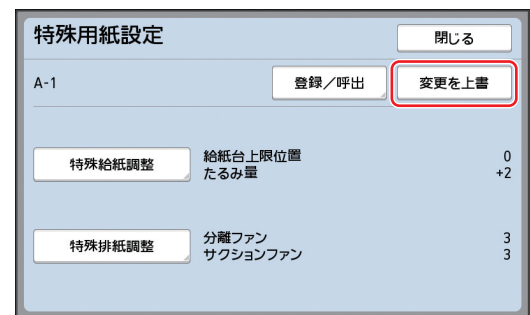 特殊用紙設定 閉じる
A-1 登録／呼出 変更を上書
特殊給紙調整 給紙台上限位置 0
たるみ量 +2
特殊排紙調整 分離ファン 3
サクションファン 3